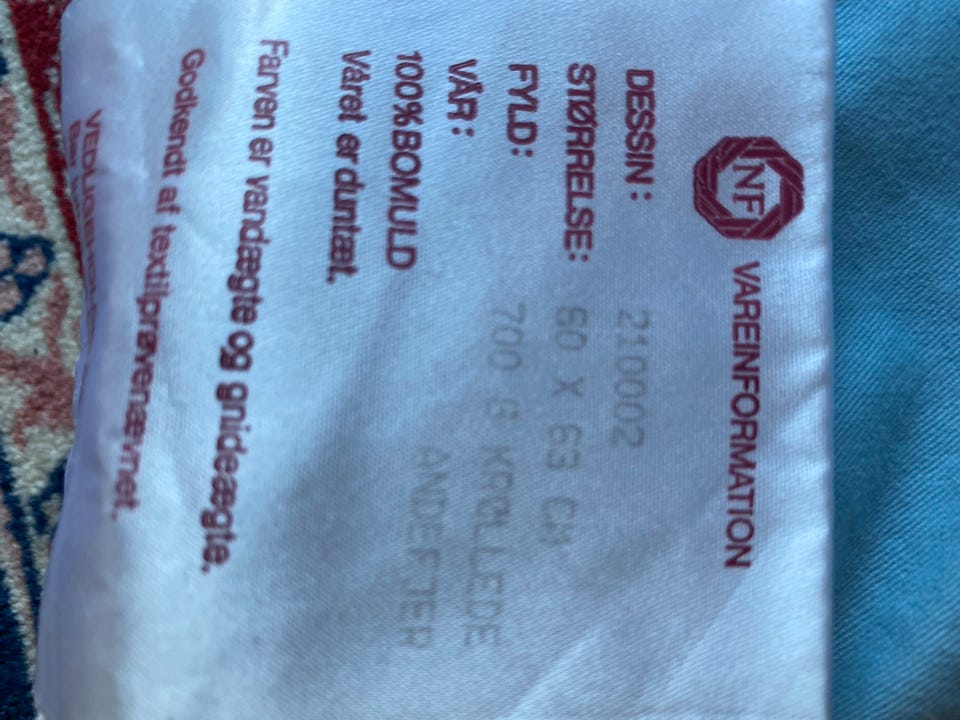 NF VAREINFORMATION
DESSIN: 210002
STØRRELSE: 60 X 63 CM
FYLD: 700 G KRØLLEDE
ANDEFJER
VÅR:
100% BOMULD
Våret er duntæt.
Farven er vandægte og gnideægte.
Godkendt af textilprøvenævnet.